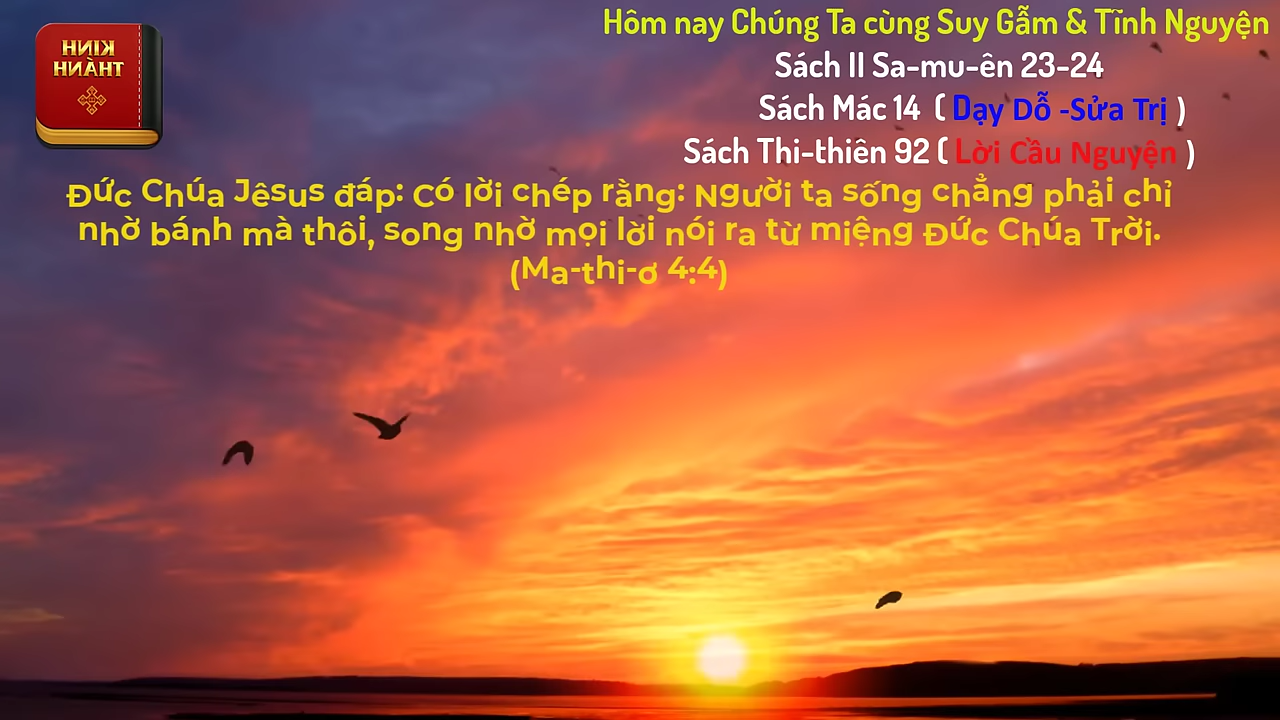 KINH
THÀNH
Hôm nay Chúng Ta cùng Suy Gẫm & Tĩnh Nguyện
Sách II Sa-mu-ên 23-24
Sách Mác 14 ( Dạy Dỗ -Sửa Trị )
Sách Thi-thiên 92 ( Lời Cầu Nguyện )
Đức Chúa Jêsus đáp: Có lời chép rằng: Người ta sống chẳng phải chỉ
nhờ bánh mà thôi, song nhờ mọi lời nói ra từ miệng Đức Chúa Trời.
(Ma-thi-ơ 4:4)